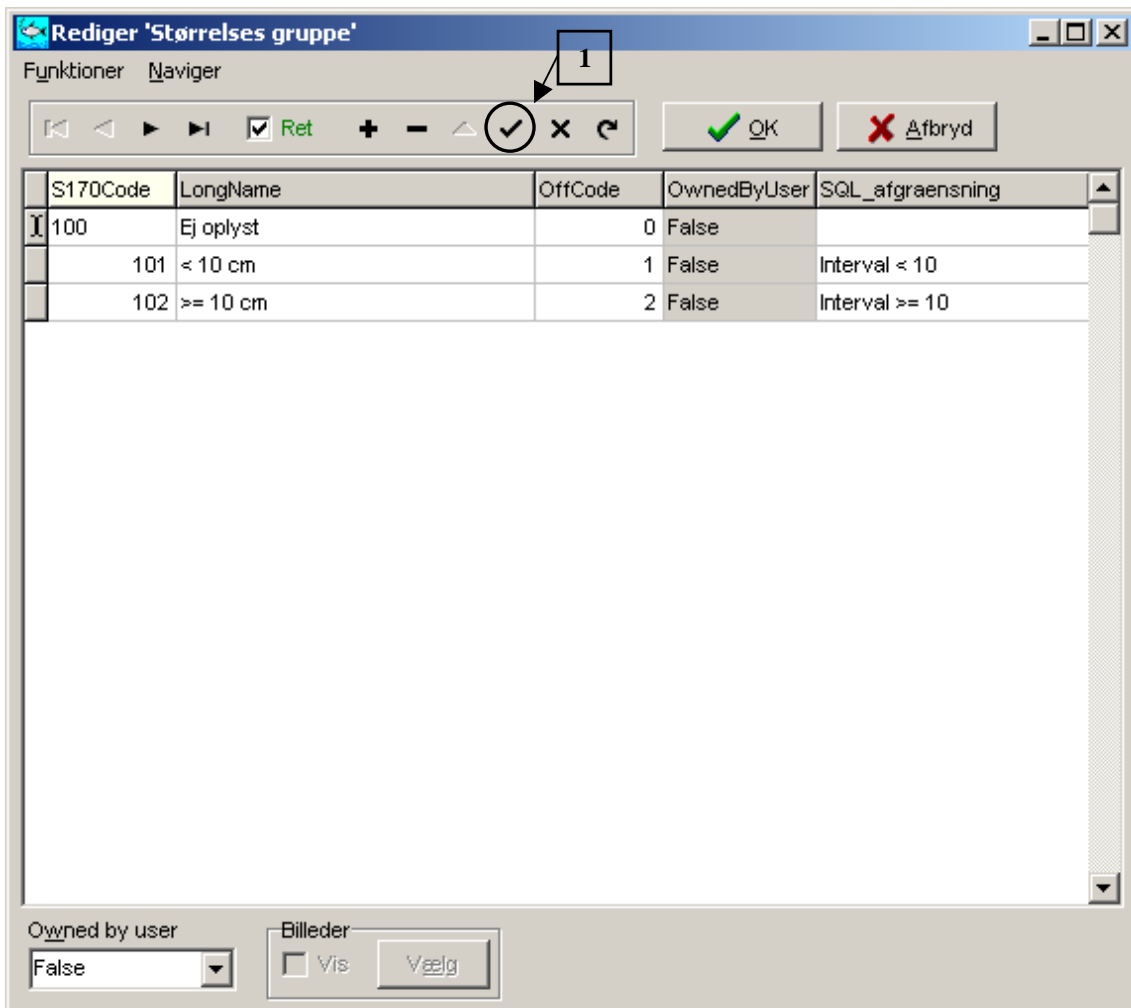 Rediger 'Størrelses gruppe'
Funktioner Naviger
1
Ret OK Afbryd
S170Code LongName OffCode OwnedByUser SQL_afgraensning
100 Ej oplyst 0 False
101 < 10 cm 1 False Interval < 10
102 >= 10 cm 2 False Interval >= 10
Owned by user Billeder
False Vis Vælg